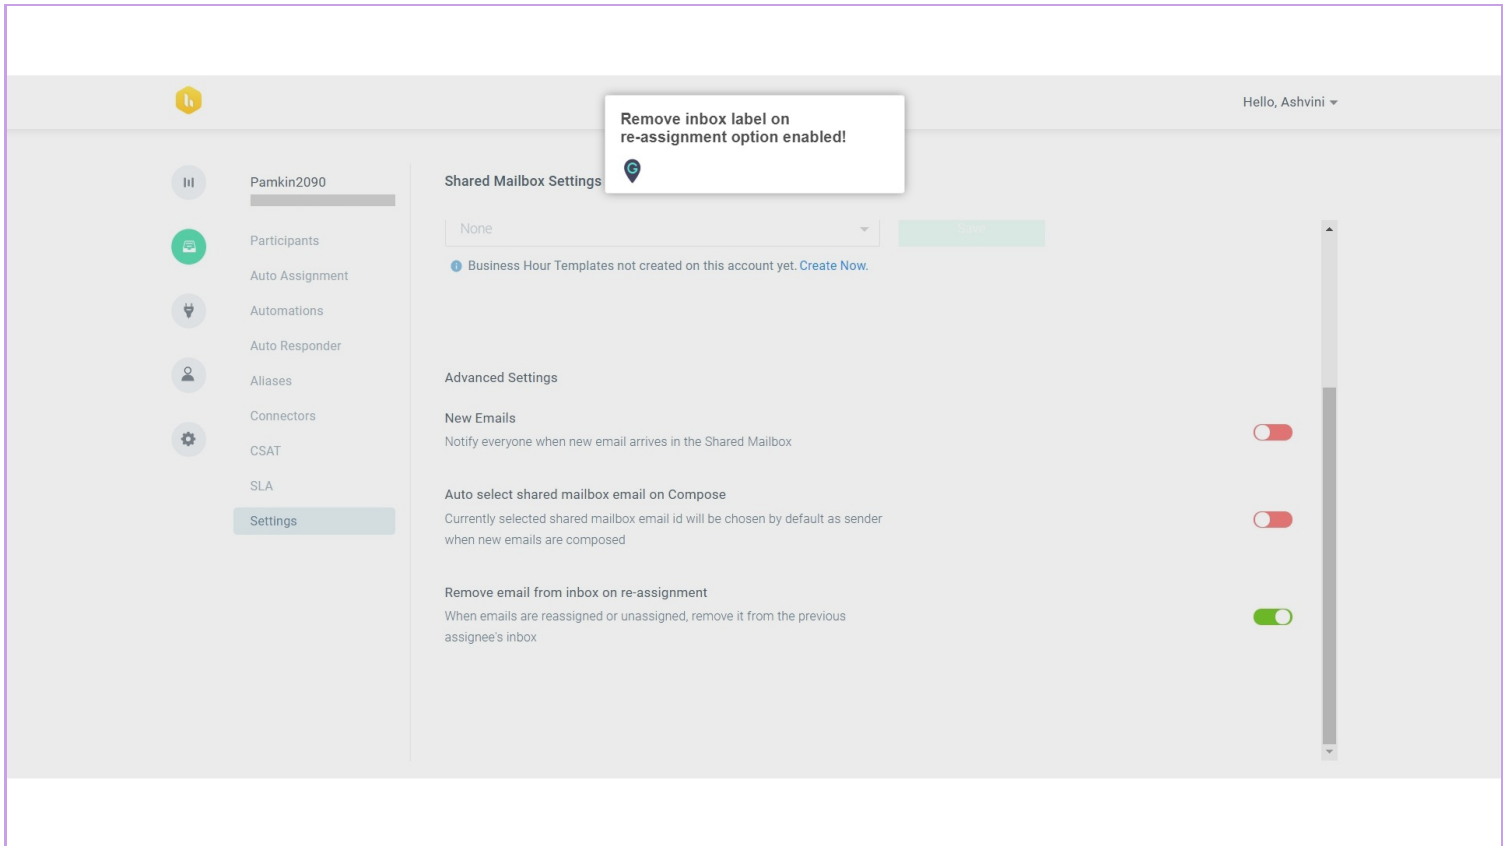 Hello, Ashvini
Remove inbox label on
re-assignment option enabled!
Pamkin2090
Participants
Auto Assignment
Automations
Auto Responder
Aliases
Connectors
CSAT
SLA
Settings
Shared Mailbox Settings
None
Business Hour Templates not created on this account yet. Create Now.
Advanced Settings
New Emails
Notify everyone when new email arrives in the Shared Mailbox
Auto select shared mailbox email on Compose
Currently selected shared mailbox email id will be chosen by default as sender
when new emails are composed
Remove email from inbox on re-assignment
When emails are reassigned or unassigned, remove it from the previous
assignee's inbox